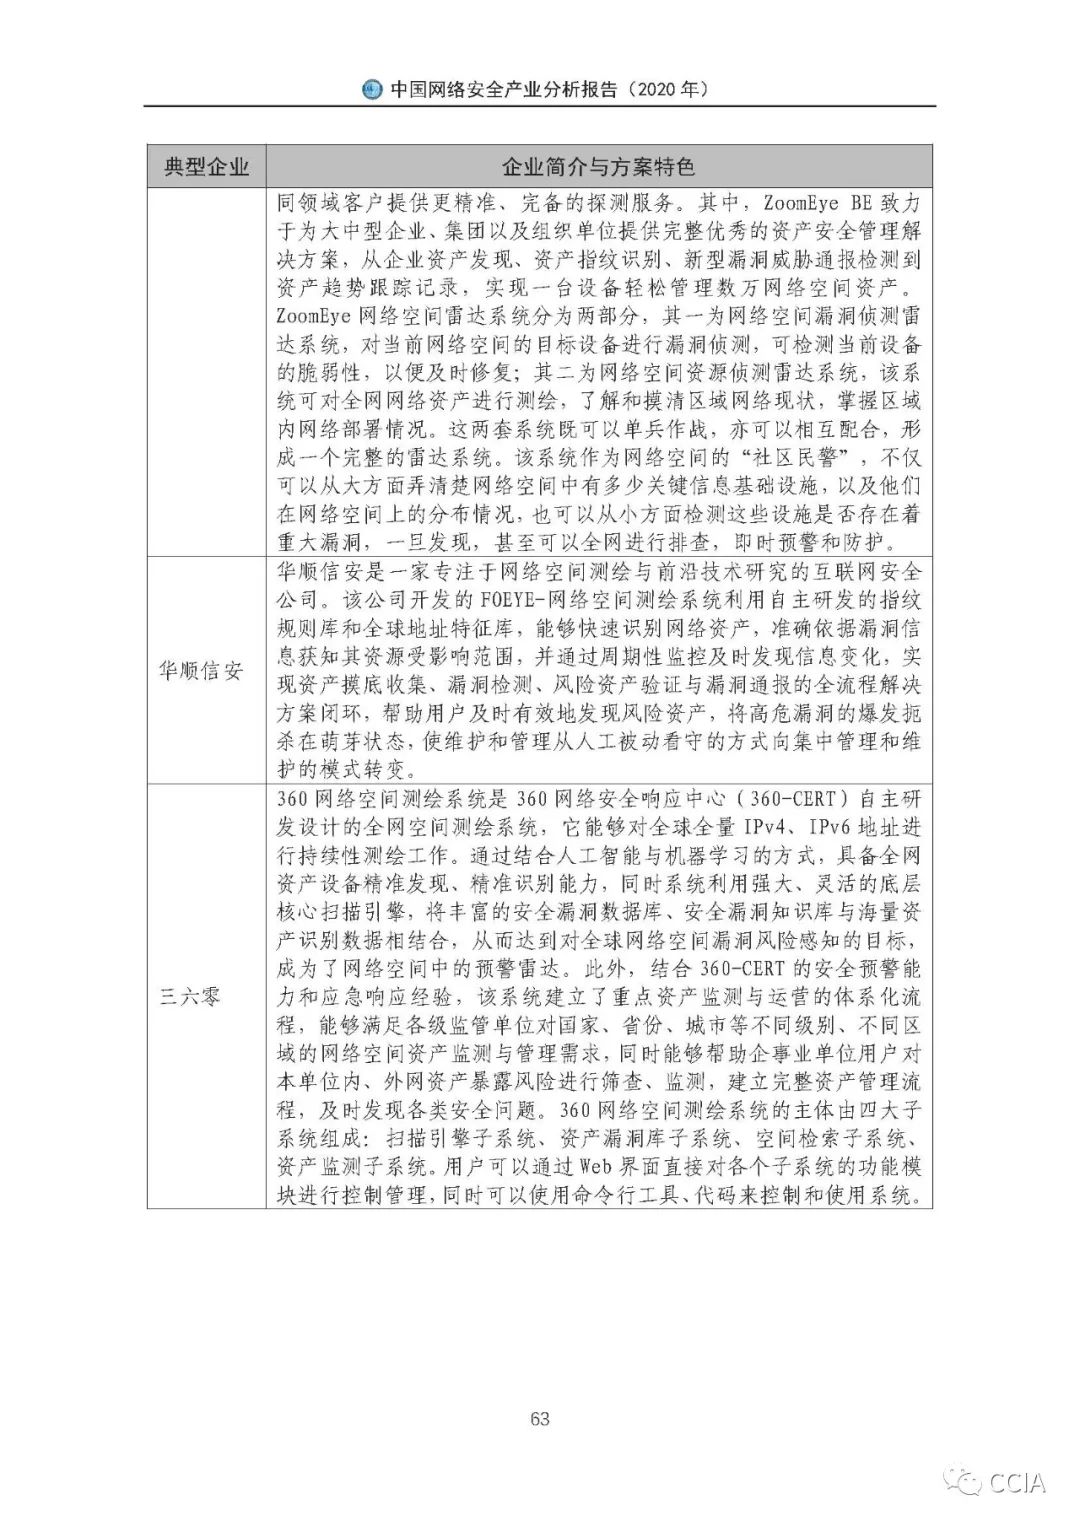 中国网络安全产业分析报告（2020 年）
典型企业 企业简介与方案特色
同领域客户提供更精准、完备的探测服务。其中，ZoomEye BE 致力
于为大中型企业、集团以及组织单位提供完整优秀的资产安全管理解
决方案，从企业资产发现、资产指纹识别、新型漏洞威胁通报检测到
资产趋势跟踪记录，实现一台设备轻松管理数万网络空间资产。
ZoomEye 网络空间雷达系统分为两部分，其一为网络空间漏洞侦测雷
达系统，对当前网络空间的目标设备进行漏洞侦测，可检测当前设备
的脆弱性，以便及时修复；其二为网络空间资源侦测雷达系统，该系
统可对全网网络资产进行测绘，了解和摸清区域网络现状，掌握区域
内网络部署情况。这两套系统既可以单兵作战，亦可以相互配合，形
成一个完整的雷达系统。该系统作为网络空间的“社区民警”，不仅
可以从大方面弄清楚网络空间中有多少关键信息基础设施，以及他们
在网络空间上的分布情况，也可以从小方面检测这些设施是否存在着
重大漏洞，一旦发现，甚至可以全网进行排查，即时预警和防护。
华顺信安
华顺信安是一家专注于网络空间测绘与前沿技术研究的互联网安全
公司。该公司开发的 FOEYE-网络空间测绘系统利用自主研发的指纹
规则库和全球地址特征库，能够快速识别网络资产，准确依据漏洞信
息获知其资源受影响范围，并通过周期性监控及时发现信息变化，实
现资产摸底收集、漏洞检测、风险资产验证与漏洞通报的全流程解决
方案闭环，帮助用户及时有效地发现风险资产，将高危漏洞的爆发扼
杀在萌芽状态，使维护和管理从人工被动看守的方式向集中管理和维
护的模式转变。
三六零
360 网络空间测绘系统是 360 网络安全响应中心（360-CERT）自主研
发设计的全网空间测绘系统，它能够对全球全量 IPv4、IPv6 地址进
行持续性测绘工作。通过结合人工智能与机器学习的方式，具备全网
资产设备精准发现、精准识别能力，同时系统利用强大、灵活的底层
核心扫描引擎，将丰富的安全漏洞数据库、安全漏洞知识库与海量资
产识别数据相结合，从而达到对全球网络空间漏洞风险感知的目标，
成为了网络空间中的预警雷达。此外，结合 360-CERT 的安全预警能
力和应急响应经验，该系统建立了重点资产监测与运营的体系化流
程，能够满足各级监管单位对国家、省份、城市等不同级别、不同区
域的网络空间资产监测与管理需求，同时能够帮助企事业单位用户对
本单位内、外网资产暴露风险进行筛查、监测，建立完整资产管理流
程，及时发现各类安全问题。360 网络空间测绘系统的主体由四大子
系统组成：扫描引擎子系统、资产漏洞库子系统、空间检索子系统、
资产监测子系统。用户可以通过 Web 界面直接对各个子系统的功能模
块进行控制管理，同时可以使用命令行工具、代码来控制和使用系统。
63
CCIA